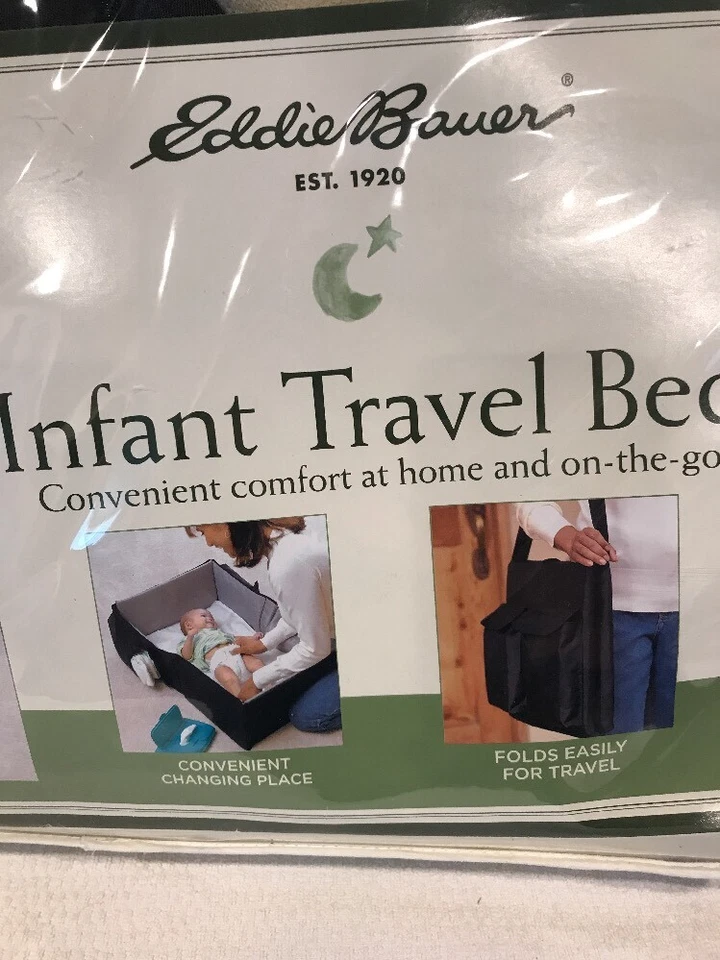 Eddie Bauer®
EST. 1920
Infant Travel Bed
Convenient comfort at home and on-the-go
CONVENIENT
CHANGING PLACE
FOLDS EASILY
FOR TRAVEL